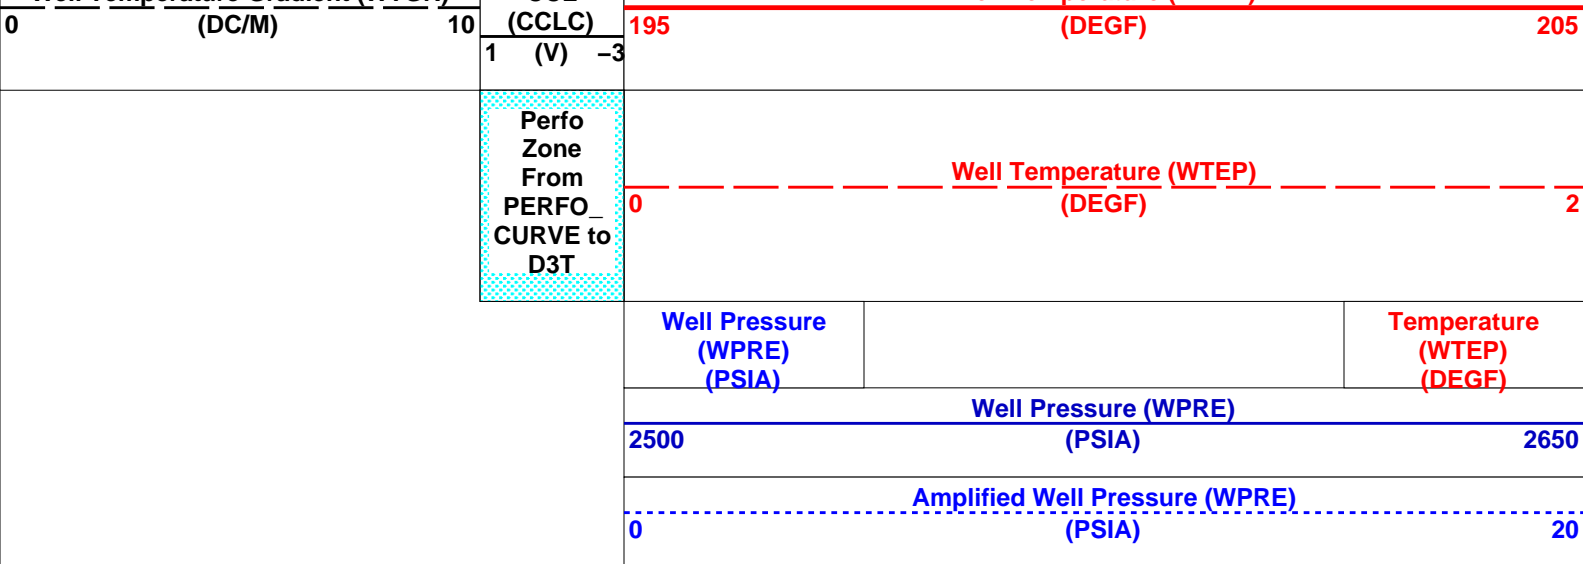 0 (DC/M) 10
(CCLC)
1 (V) −3
195 (DEGF) 205
Perfo
Zone
From
PERFO_
CURVE to
D3T
Well Temperature (WTEP)
0 (DEGF) 2
Well Pressure
(WPRE)
(PSIA)
Temperature
(WTEP)
(DEGF)
Well Pressure (WPRE)
2500 (PSIA) 2650
Amplified Well Pressure (WPRE)
0 (PSIA) 20